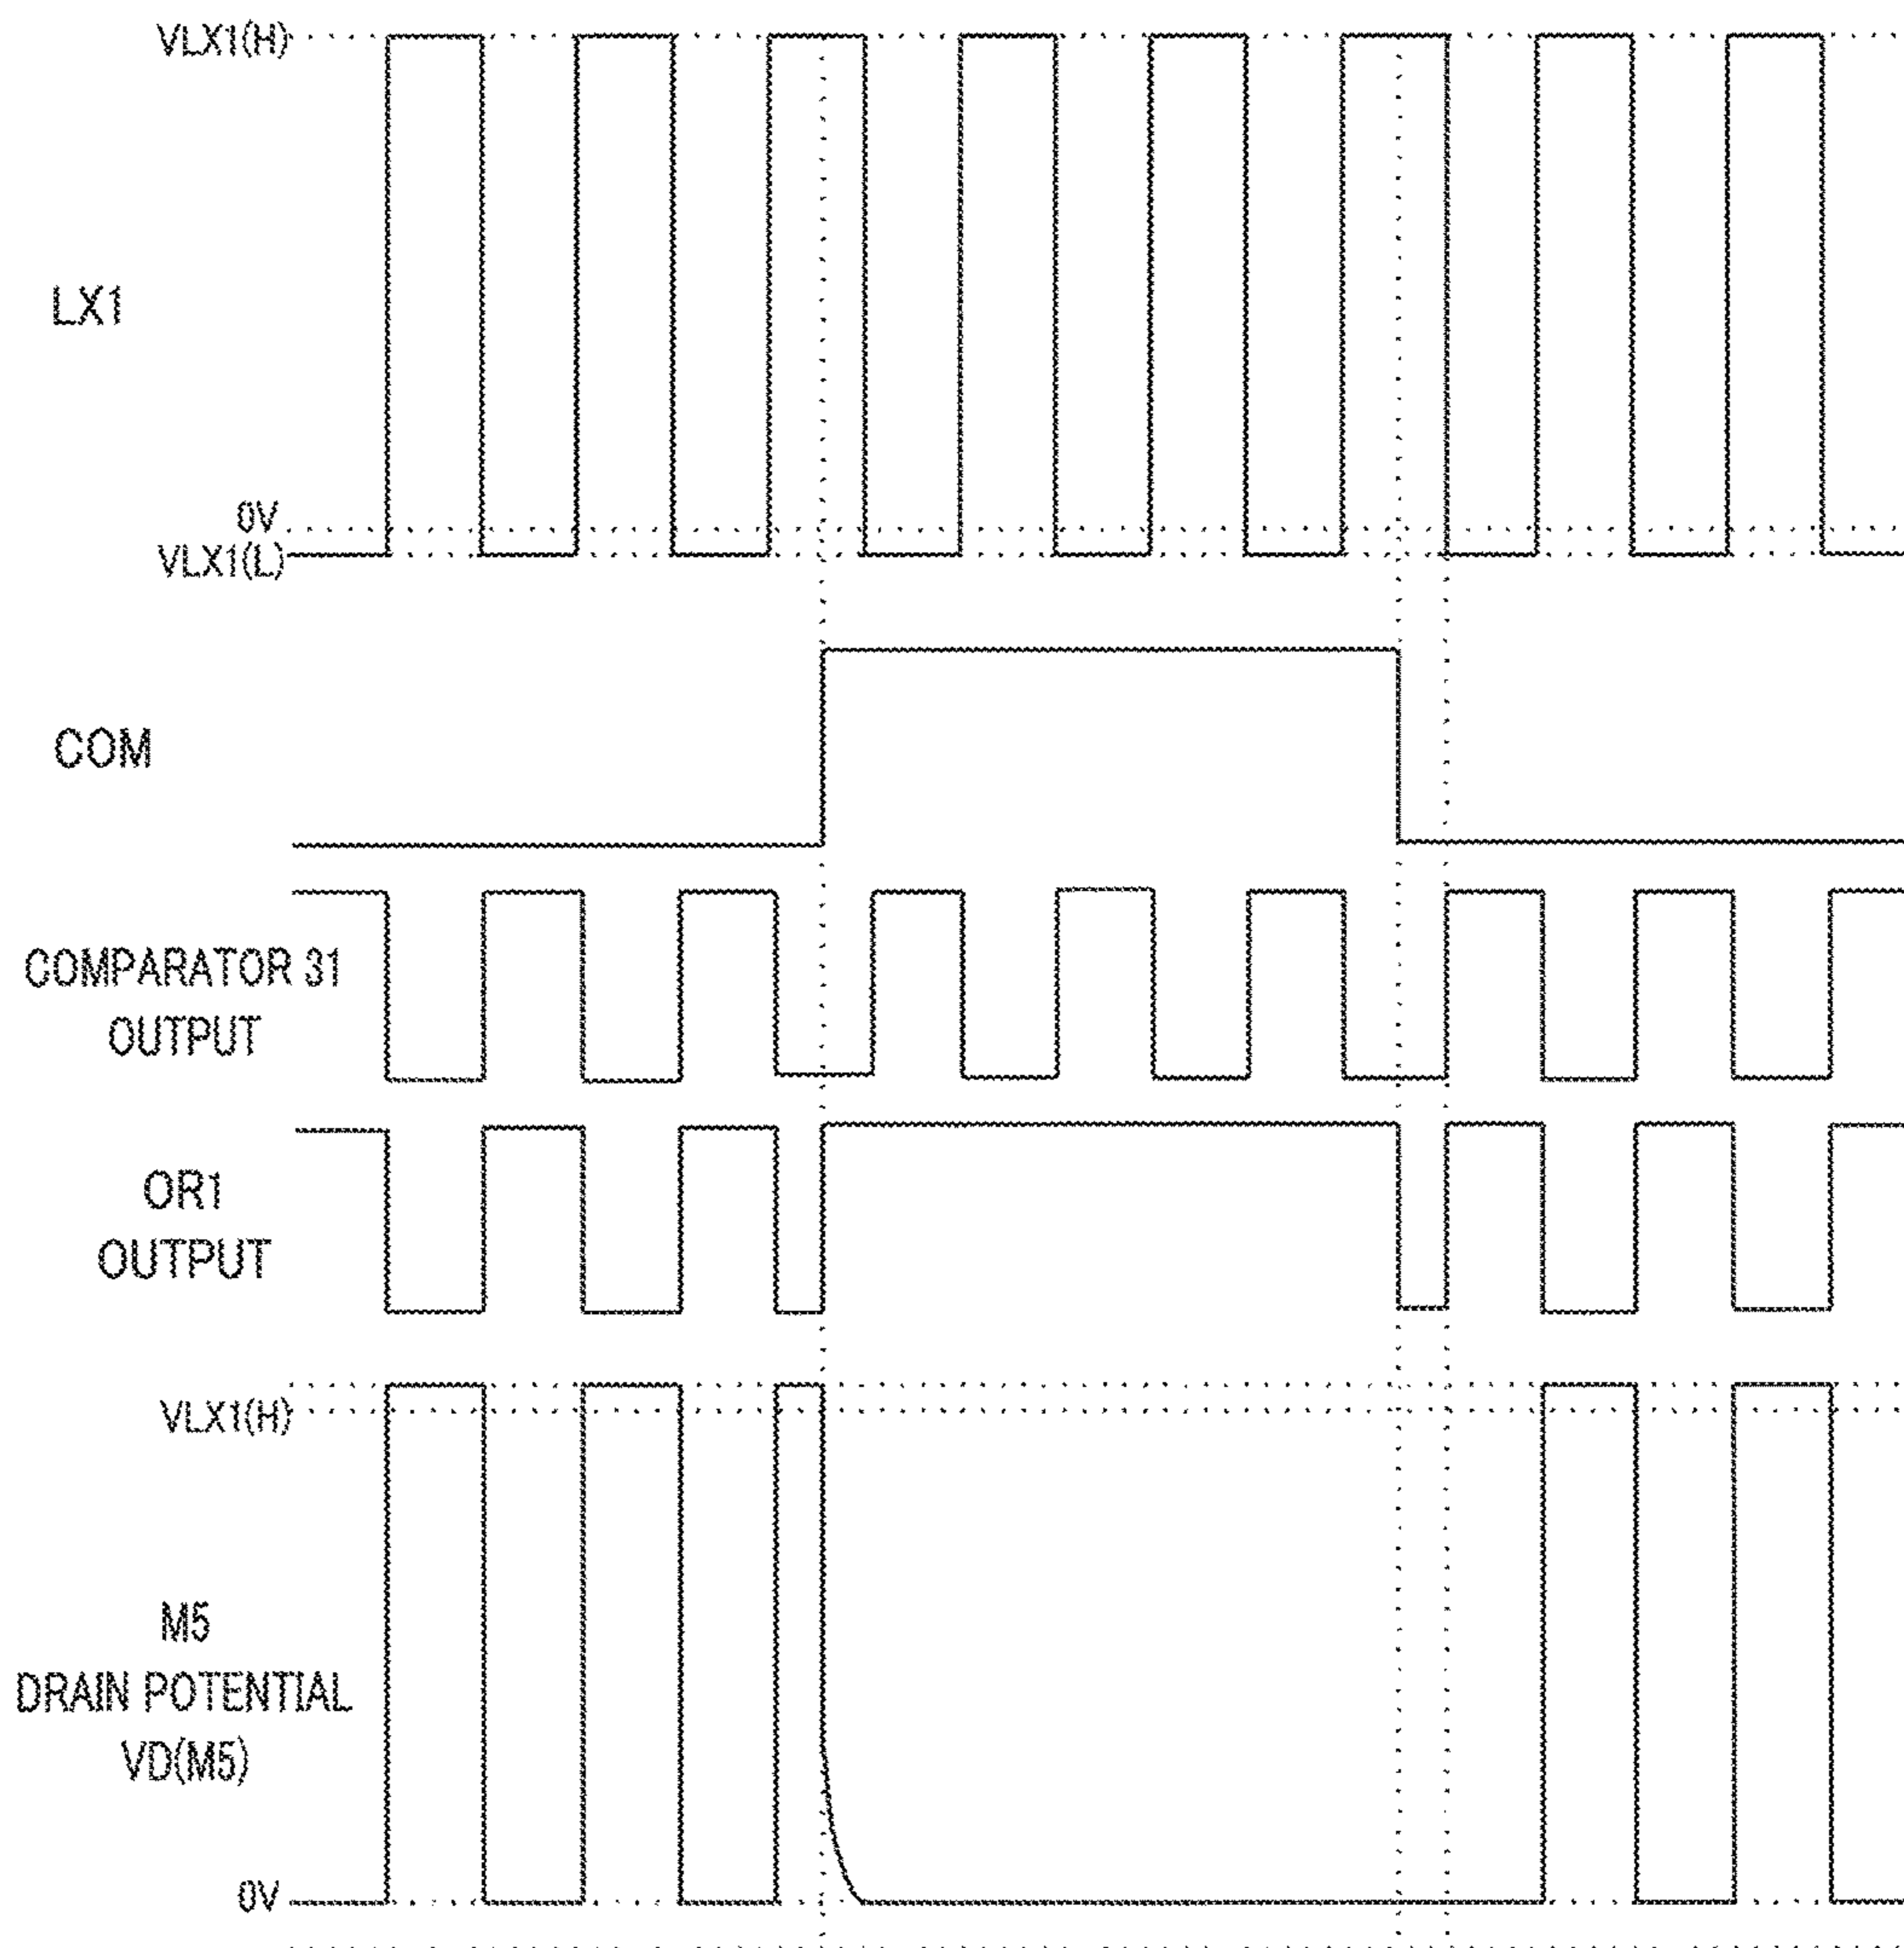 VLX1(H)
LX1
0V
VLX1(L)
COM
COMPARATOR 31
OUTPUT
OR1
OUTPUT
VLX1(H)
M5
DRAIN POTENTIAL
VD(M5)
0V